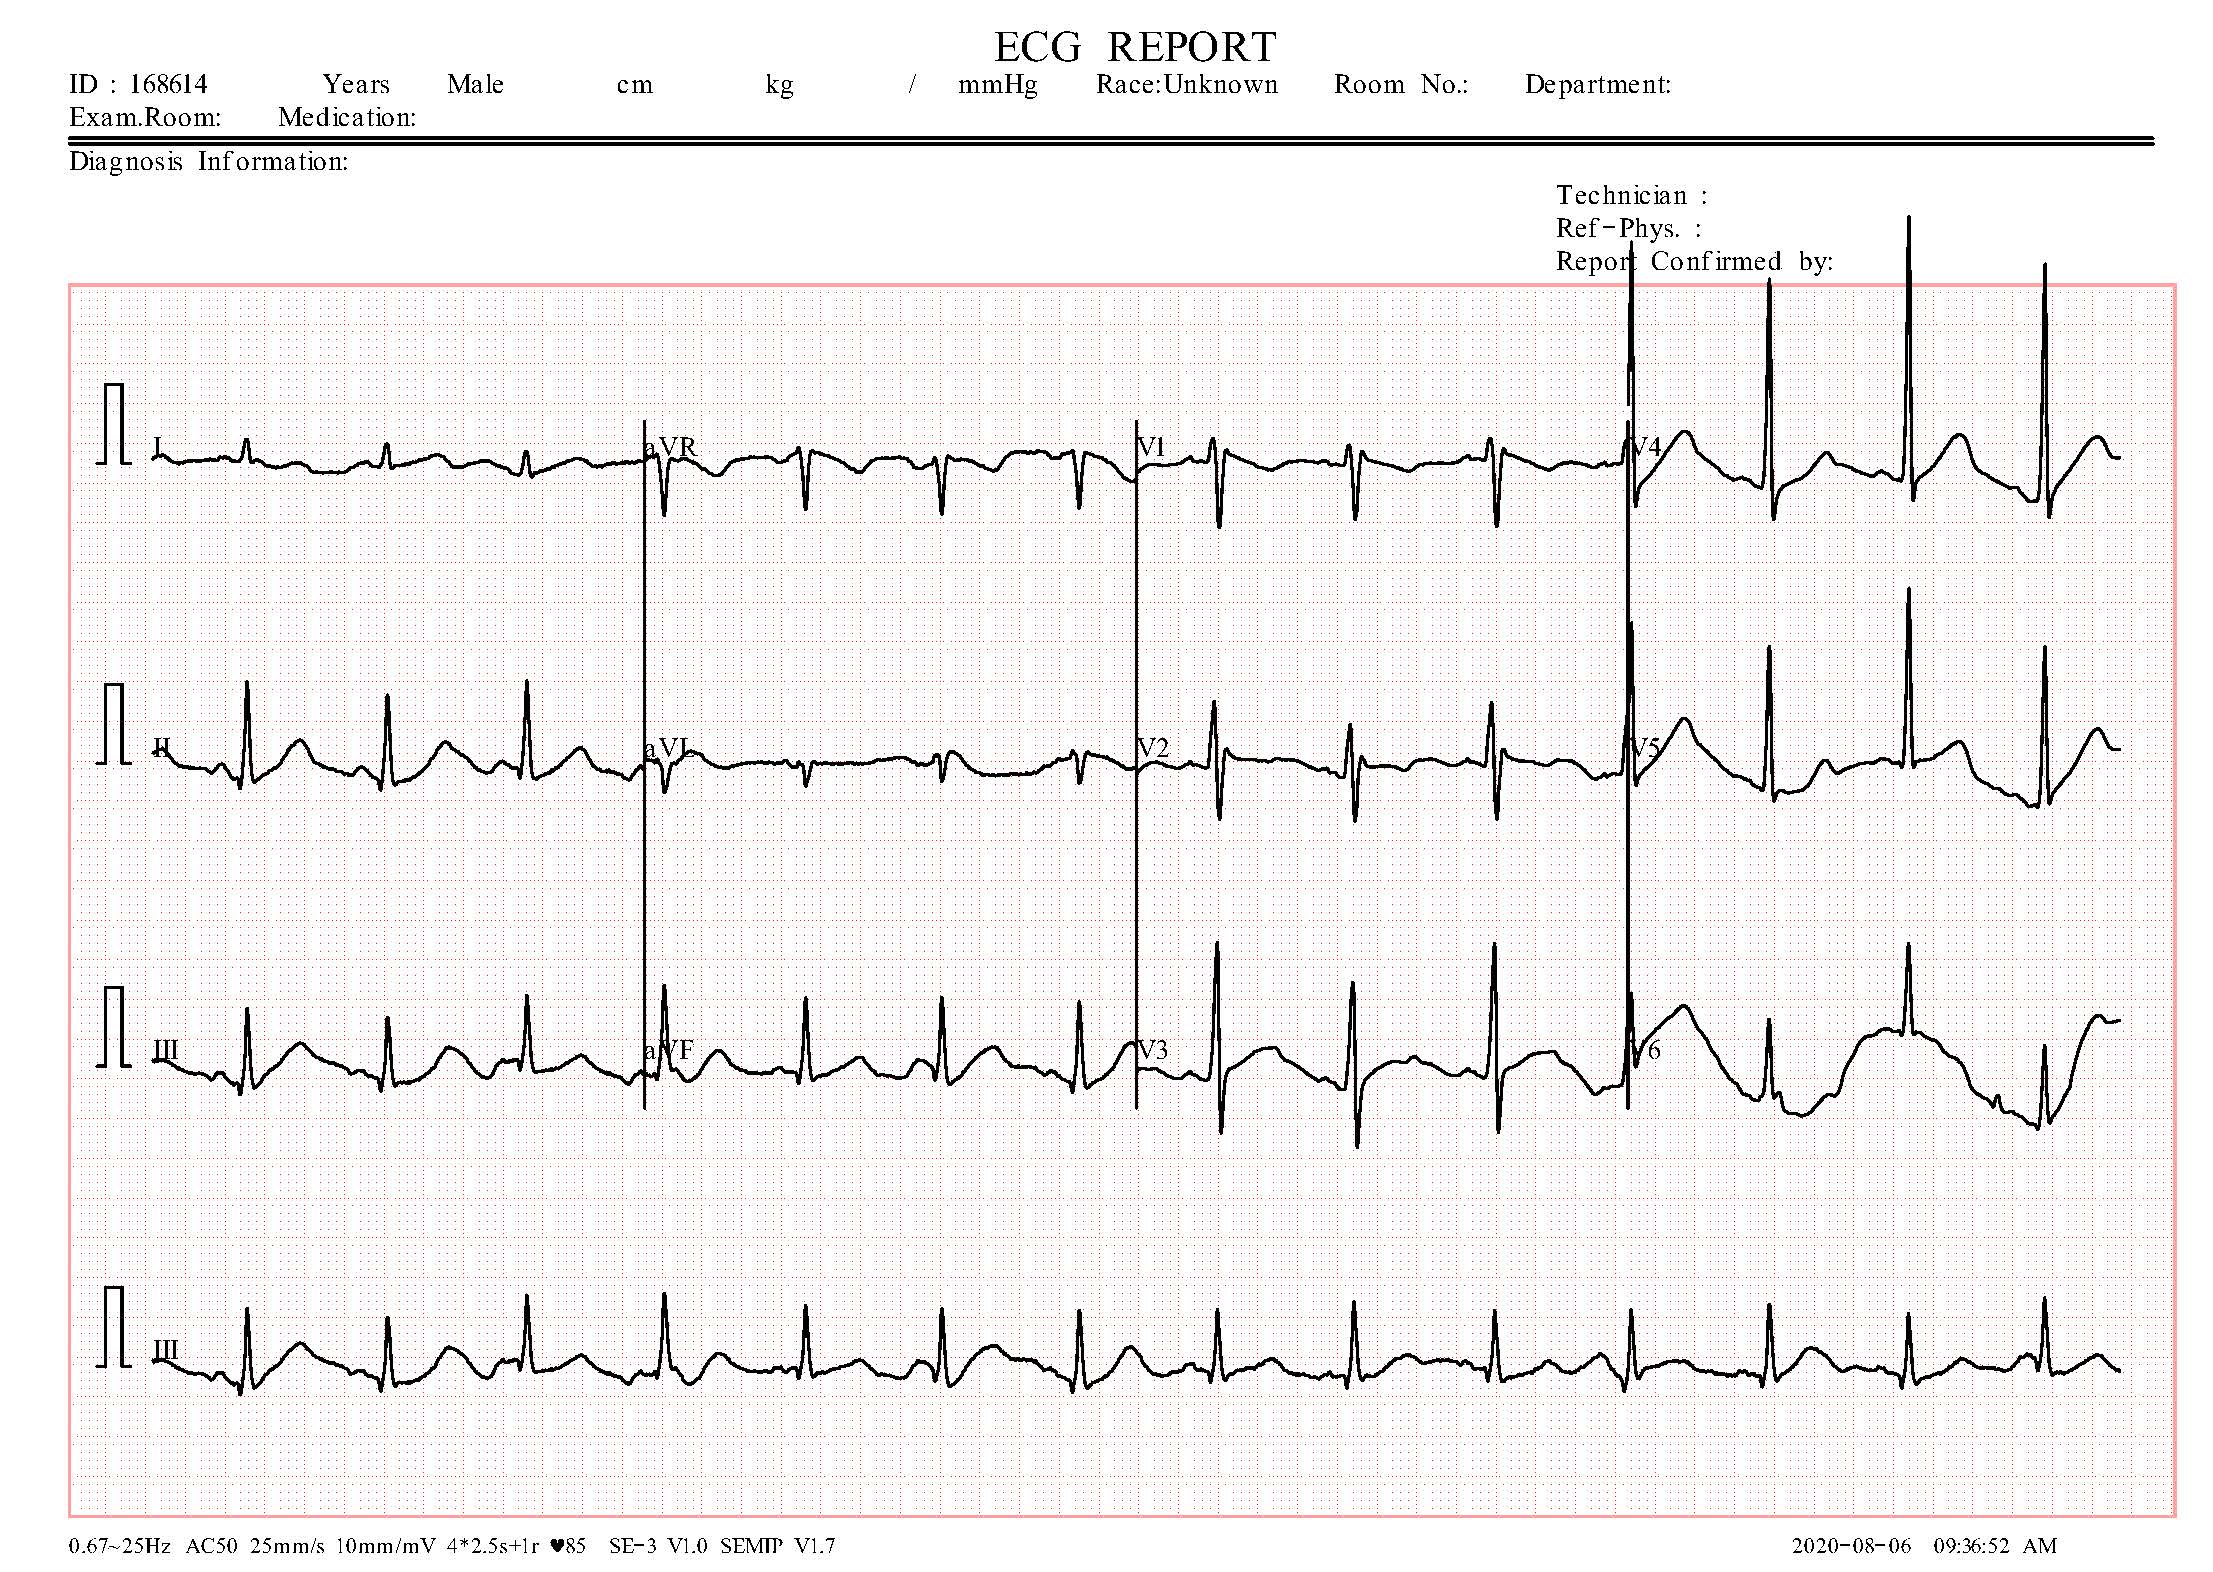 ECG REPORT
ID : 168614 Years Male cm kg / mmHg Race:Unknown Room No.: Department:
Exam.Room: Medication:
Diagnosis Information:
Technician :
Ref-Phys. :
Report Confirmed by:
I aVR V1 V4
II aVL V2 V5
III aVF V3 V6
III
0.67~25Hz AC50 25mm/s 10mm/mV 4*2.5s+1r ♥85 SE-3 V1.0 SEMIP V1.7 2020-08-06 09:36:52 AM